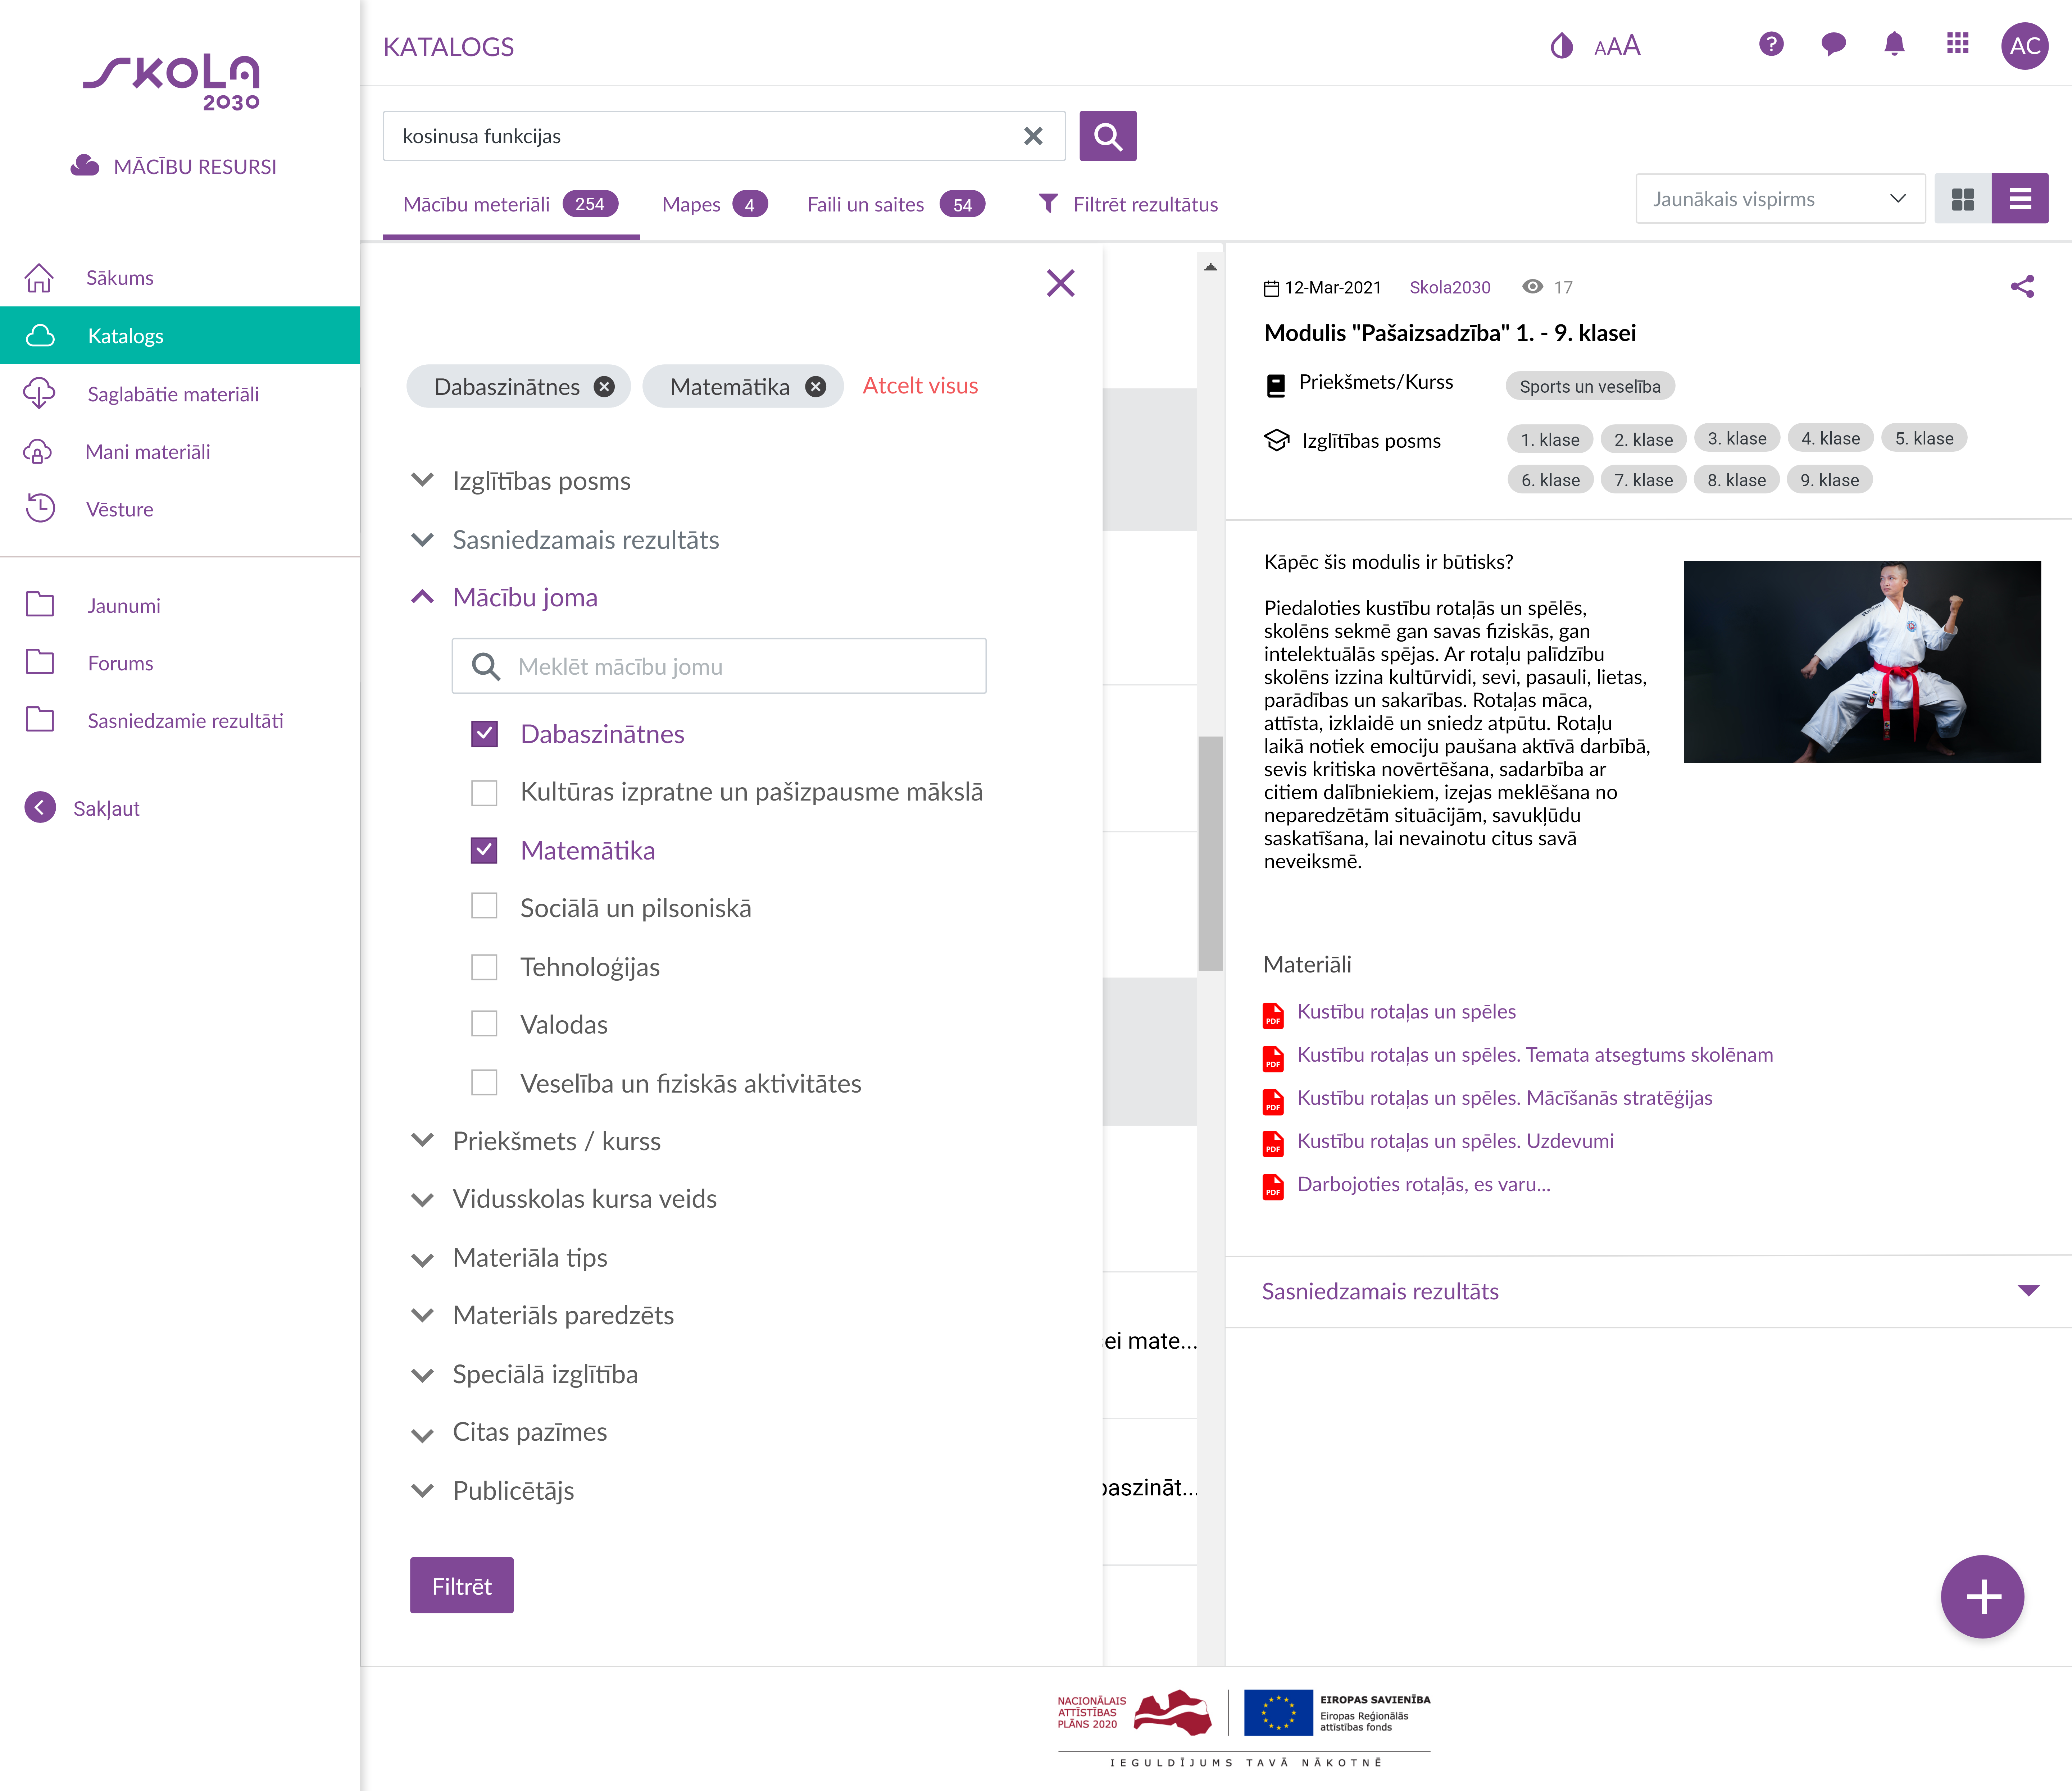 SKOLA
2030
MĀCĪBU RESURSI
Sākums
Katalogs
Saglabātie materiāli
Mani materiāli
Vēsture
Jaunumi
Forums
Sasniedzamie rezultāti
Sakļaut
KATALOGS
AAA
AC
kosinusa funkcijas
Mācību meteriāli 254
Mapes 4
Faili un saites 54
Filtrēt rezultātus
Jaunākais vispirms
Dabaszinātnes
Matemātika
Atcelt visus
Izglītības posms
Sasniedzamais rezultāts
Mācību joma
Meklēt mācību jomu
Dabaszinātnes
Kultūras izpratne un pašizpausme mākslā
Matemātika
Sociālā un pilsoniskā
Tehnoloģijas
Valodas
Veselība un fiziskās aktivitātes
Priekšmets / kurss
Vidusskolas kursa veids
Materiāla tips
Materiāls paredzēts
Speciālā izglītība
Citas pazīmes
Publicētājs
Filtrēt
ei mate...
aszināt...
12-Mar-2021 Skola2030 17
Modulis "Pašaizsadzība" 1. - 9. klasei
Priekšmets/Kurss
Sports un veselība
Izglītības posms
1. klase 2. klase 3. klase 4. klase 5. klase
6. klase 7. klase 8. klase 9. klase
Kāpēc šis modulis ir būtisks?
Piedaloties kustību rotaļās un spēlēs,
skolēns sekmē gan savas fiziskās, gan
intelektuālās spējas. Ar rotaļu palīdzību
skolēns izzina kultūrvidi, sevi, pasauli, lietas,
parādības un sakarības. Rotaļas māca,
attīsta, izklaidē un sniedz atpūtu. Rotaļu
laikā notiek emociju paušana aktīvā darbībā,
sevis kritiska novērtēšana, sadarbība ar
citiem dalībniekiem, izejas meklēšana no
neparedzētām situācijām, savukļūdu
saskatīšana, lai nevainotu citus savā
neveiksmē.
Materiāli
PDF Kustību rotaļas un spēles
PDF Kustību rotaļas un spēles. Temata atsegtums skolēnam
PDF Kustību rotaļas un spēles. Mācīšanās stratēģijas
PDF Kustību rotaļas un spēles. Uzdevumi
PDF Darbojoties rotaļās, es varu...
Sasniedzamais rezultāts
NACIONĀLAIS
ATTĪSTĪBAS
PLĀNS 2020
EIROPAS SAVIENĪBA
Eiropas Reģionālās
attīstības fonds
IEGULDĪJUMS TAVĀ NĀKOTNĒ